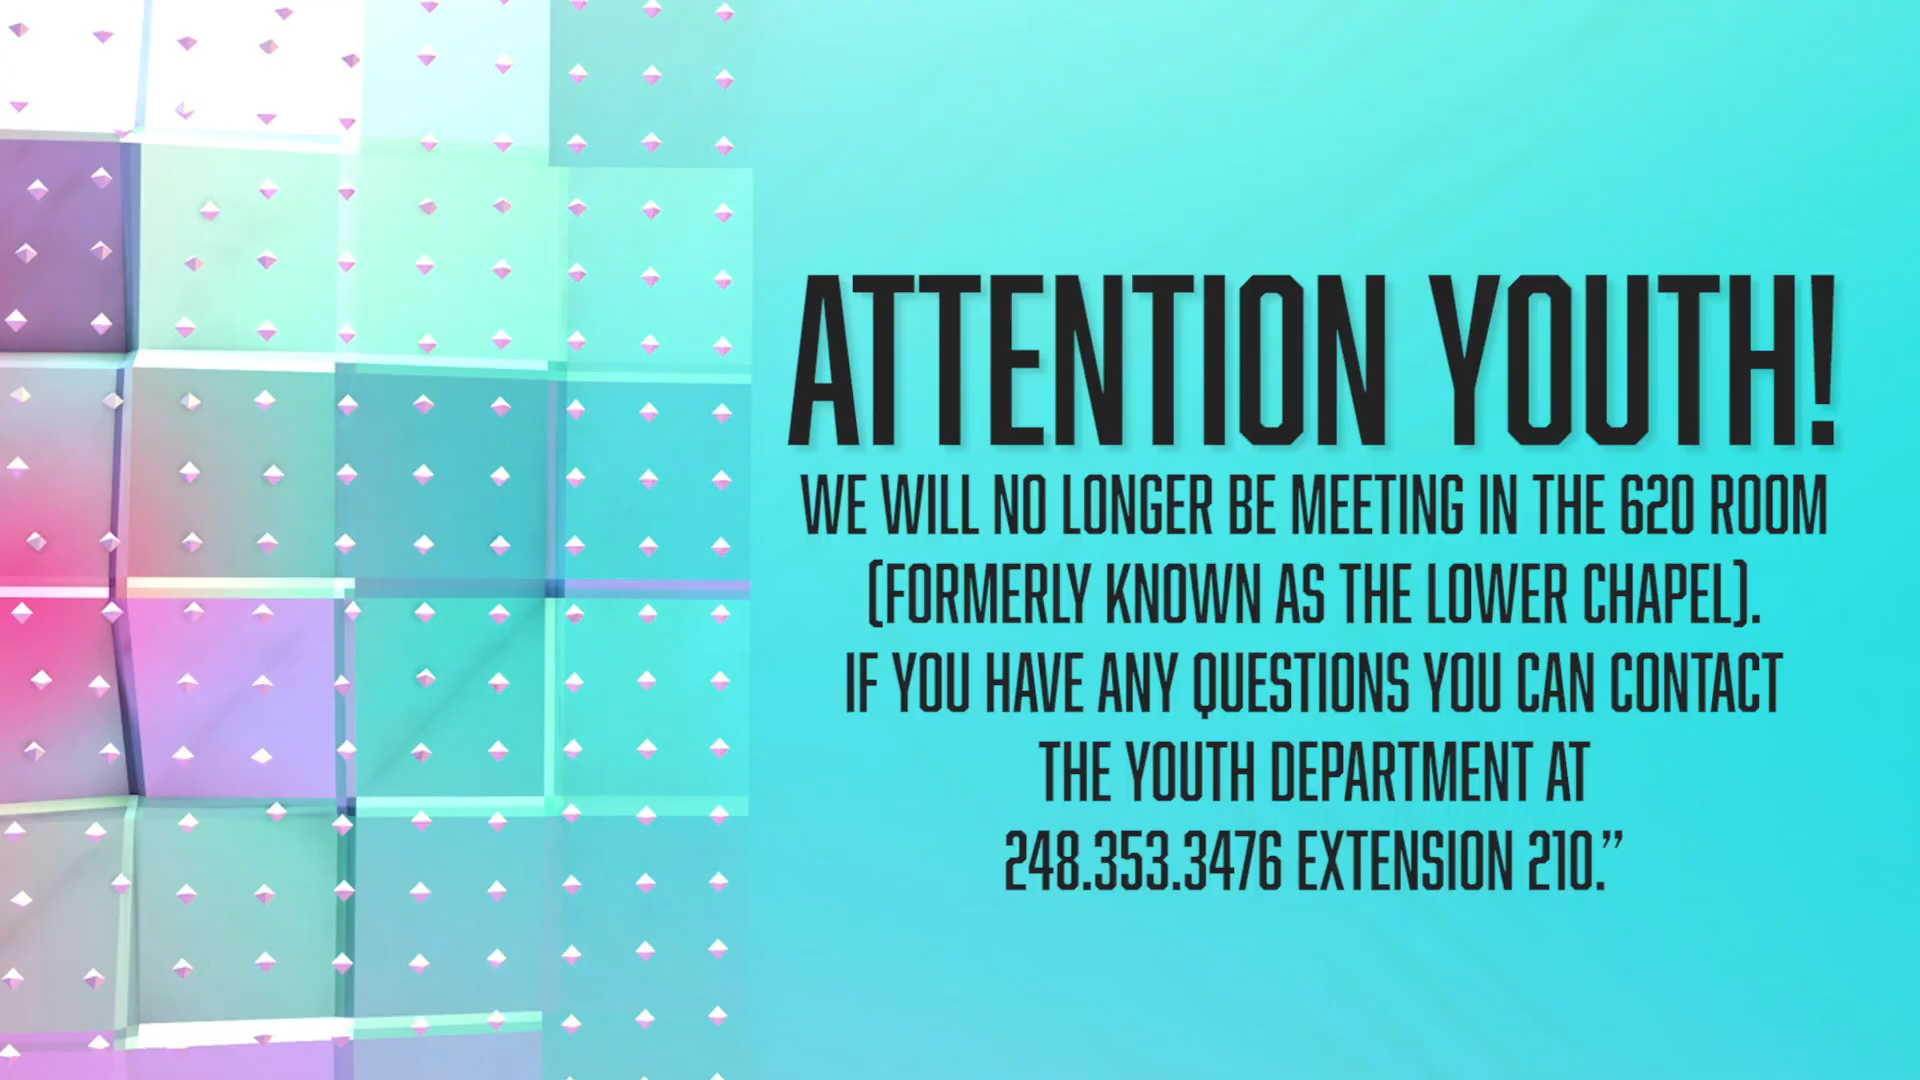 ATTENTION YOUTH!
WE WILL NO LONGER BE MEETING IN THE 620 ROOM
(FORMERLY KNOWN AS THE LOWER CHAPEL).
IF YOU HAVE ANY QUESTIONS YOU CAN CONTACT
THE YOUTH DEPARTMENT AT
248.353.3476 EXTENSION 210.”